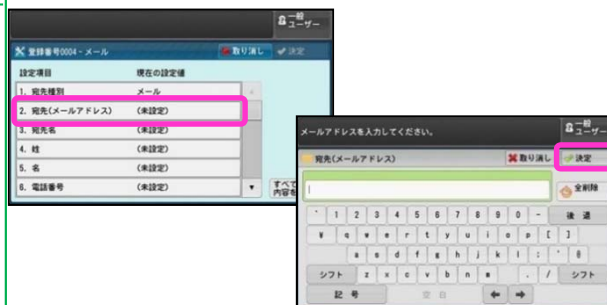 一般
ユーザー
登録番号0004 - メール
取り消し
決定
設定項目 現在の設定値
1. 宛先種別 メール
2. 宛先(メールアドレス) (未設定)
3. 宛先名 (未設定)
4. 姓 (未設定)
5. 名 (未設定)
6. 電話番号 (未設定)
すべて
内容を
メールアドレスを入力してください。
一般
ユーザー
宛先(メールアドレス)
取り消し
決定
全削除
` 1 2 3 4 5 6 7 8 9 0 - 後退
¥ q w e r t y u i o p [ ]
a s d f g h j k l ; ' @
シフト z x c v b n m , . / シフト
記号 空白 ← →